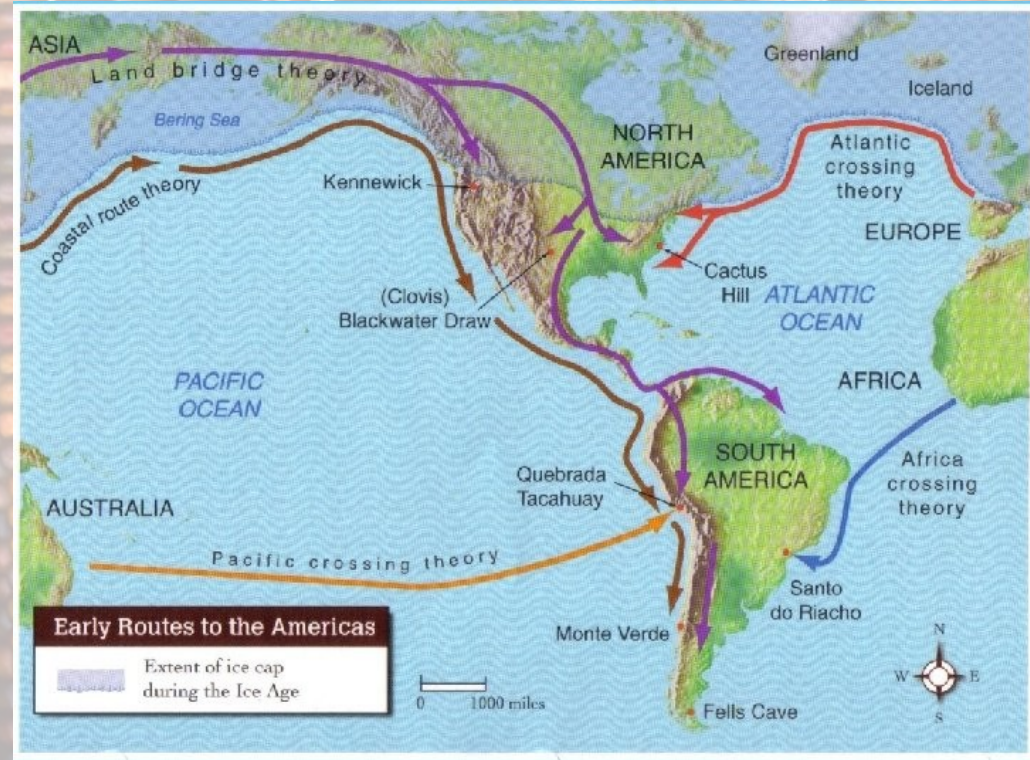 ASIA
Land bridge theory
Bering Sea
Coastal route theory
Greenland
Iceland
NORTH
AMERICA
Atlantic
crossing
theory
EUROPE
Kennewick
Cactus
Hill
(Clovis)
Blackwater Draw
ATLANTIC
OCEAN
PACIFIC
OCEAN
AFRICA
SOUTH
AMERICA
Africa
crossing
theory
Quebrada
Tacahuay
AUSTRALIA
Pacific crossing theory
Santo
do Riacho
Monte Verde
Fells Cave
Early Routes to the Americas
Extent of ice cap
during the Ice Age
0 1000 miles
N
W E
S